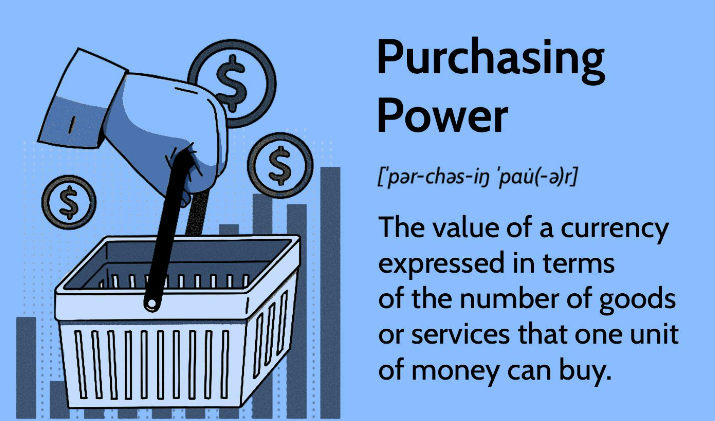 $
$
$
Purchasing
Power
[ˈpər-chəs-iŋ ˈpau̇(-ə)r]
The value of a currency
expressed in terms
of the number of goods
or services that one unit
of money can buy.